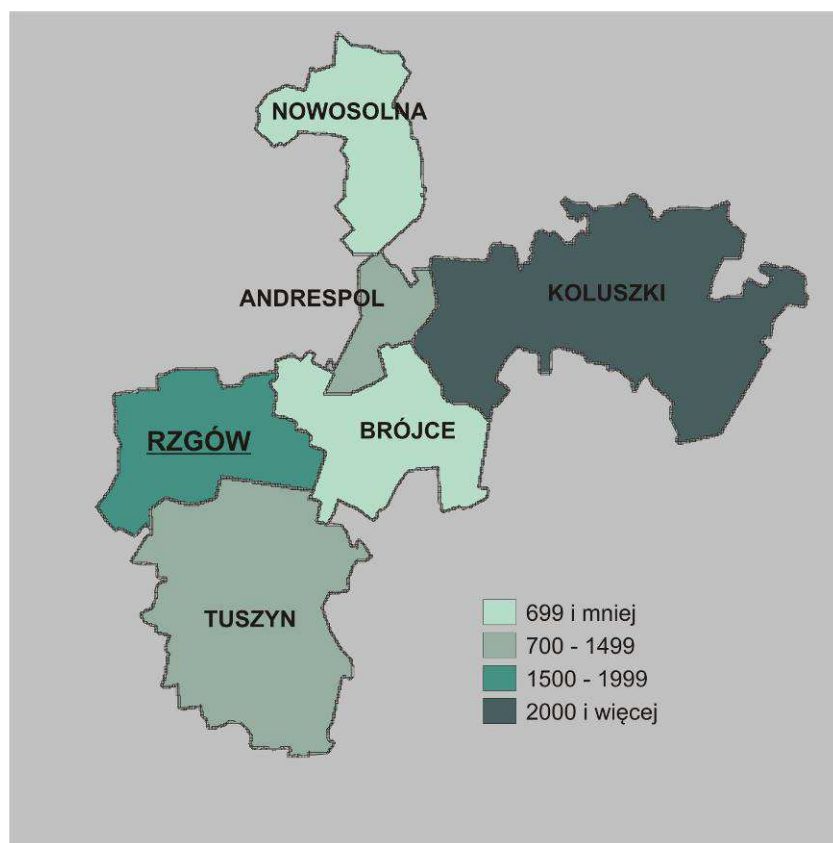 NOWOSOLNA
ANDRESPOL
KOLUSZKI
RZGÓW
BRÓJCE
TUSZYN
699 i mniej
700 - 1499
1500 - 1999
2000 i więcej